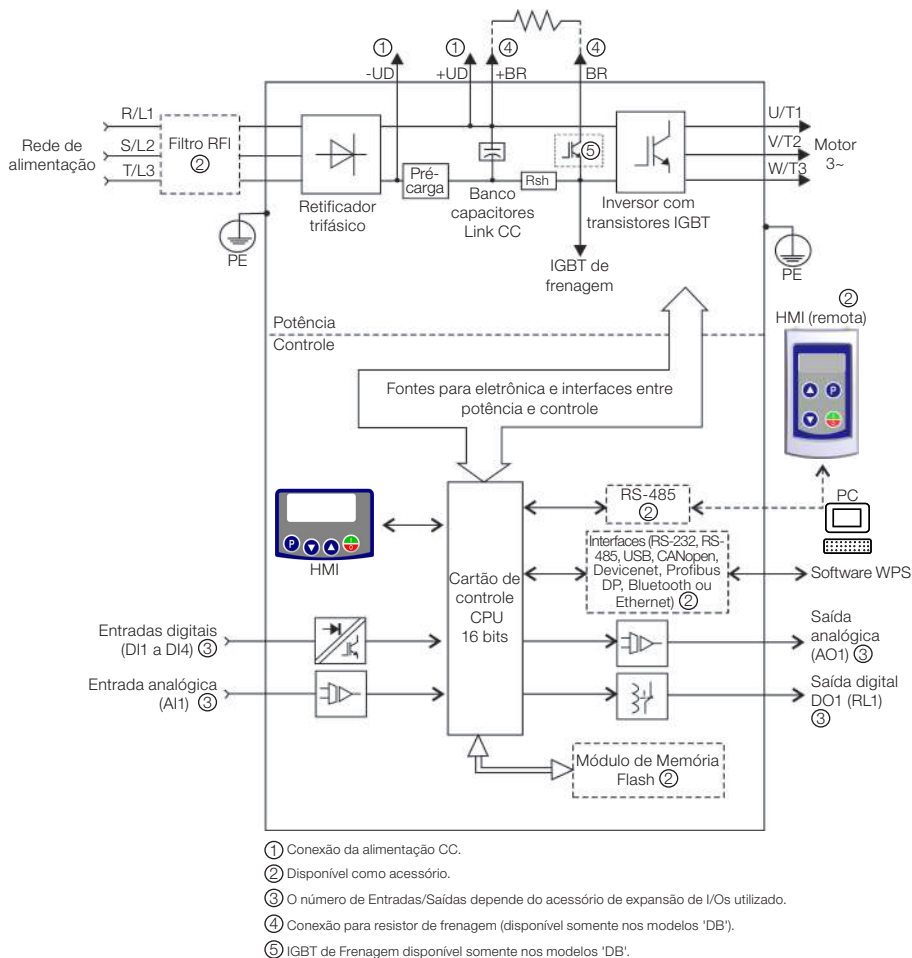 ① ① ④ ④
-UD +UD +BR BR
R/L1
S/L2
T/L3
Rede de
alimentação
Filtro RFI
②
Pré-
carga
Rsh
⑤
U/T1
V/T2
W/T3
Motor
3~
Retificador
trifásico
Banco
capacitores
Link CC
Inversor com
transistores IGBT
PE
PE
IGBT de
frenagem
②
HMI (remota)
P
I
0
Potência
Controle
Fontes para eletrônica e interfaces entre
potência e controle
P
I
0
HMI
Cartão de
controle
CPU
16 bits
RS-485
②
PC
Interfaces (RS-232, RS-
485, USB, CANopen,
Devicenet, Profibus
DP, Bluetooth ou
Ethernet) ②
Software WPS
Entradas digitais
(DI1 a DI4) ③
Entrada analógica
(AI1) ③
Saída
analógica
(AO1) ③
Saída digital
DO1 (RL1)
③
Módulo de Memória
Flash ②
① Conexão da alimentação CC.
② Disponível como acessório.
③ O número de Entradas/Saídas depende do acessório de expansão de I/Os utilizado.
④ Conexão para resistor de frenagem (disponível somente nos modelos 'DB').
⑤ IGBT de Frenagem disponível somente nos modelos 'DB'.